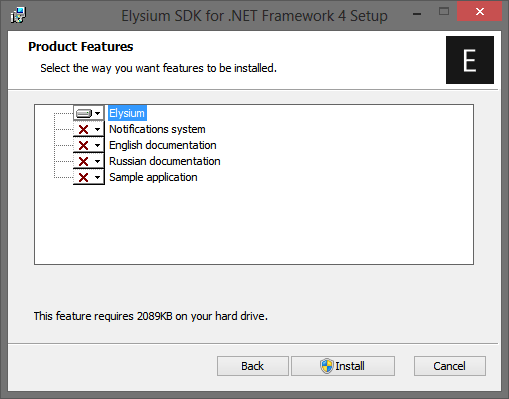 Elysium SDK for .NET Framework 4 Setup
Product Features
Select the way you want features to be installed.
E
Elysium
Notifications system
English documentation
Russian documentation
Sample application
This feature requires 2089KB on your hard drive.
Back
Install
Cancel